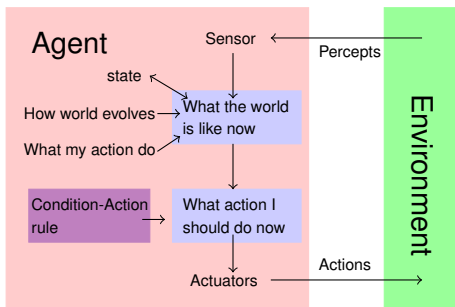 Agent
Sensor
Percepts
state
How world evolves
What my action do
What the world
is like now
Condition-Action
rule
What action I
should do now
Actuators
Actions
Environment